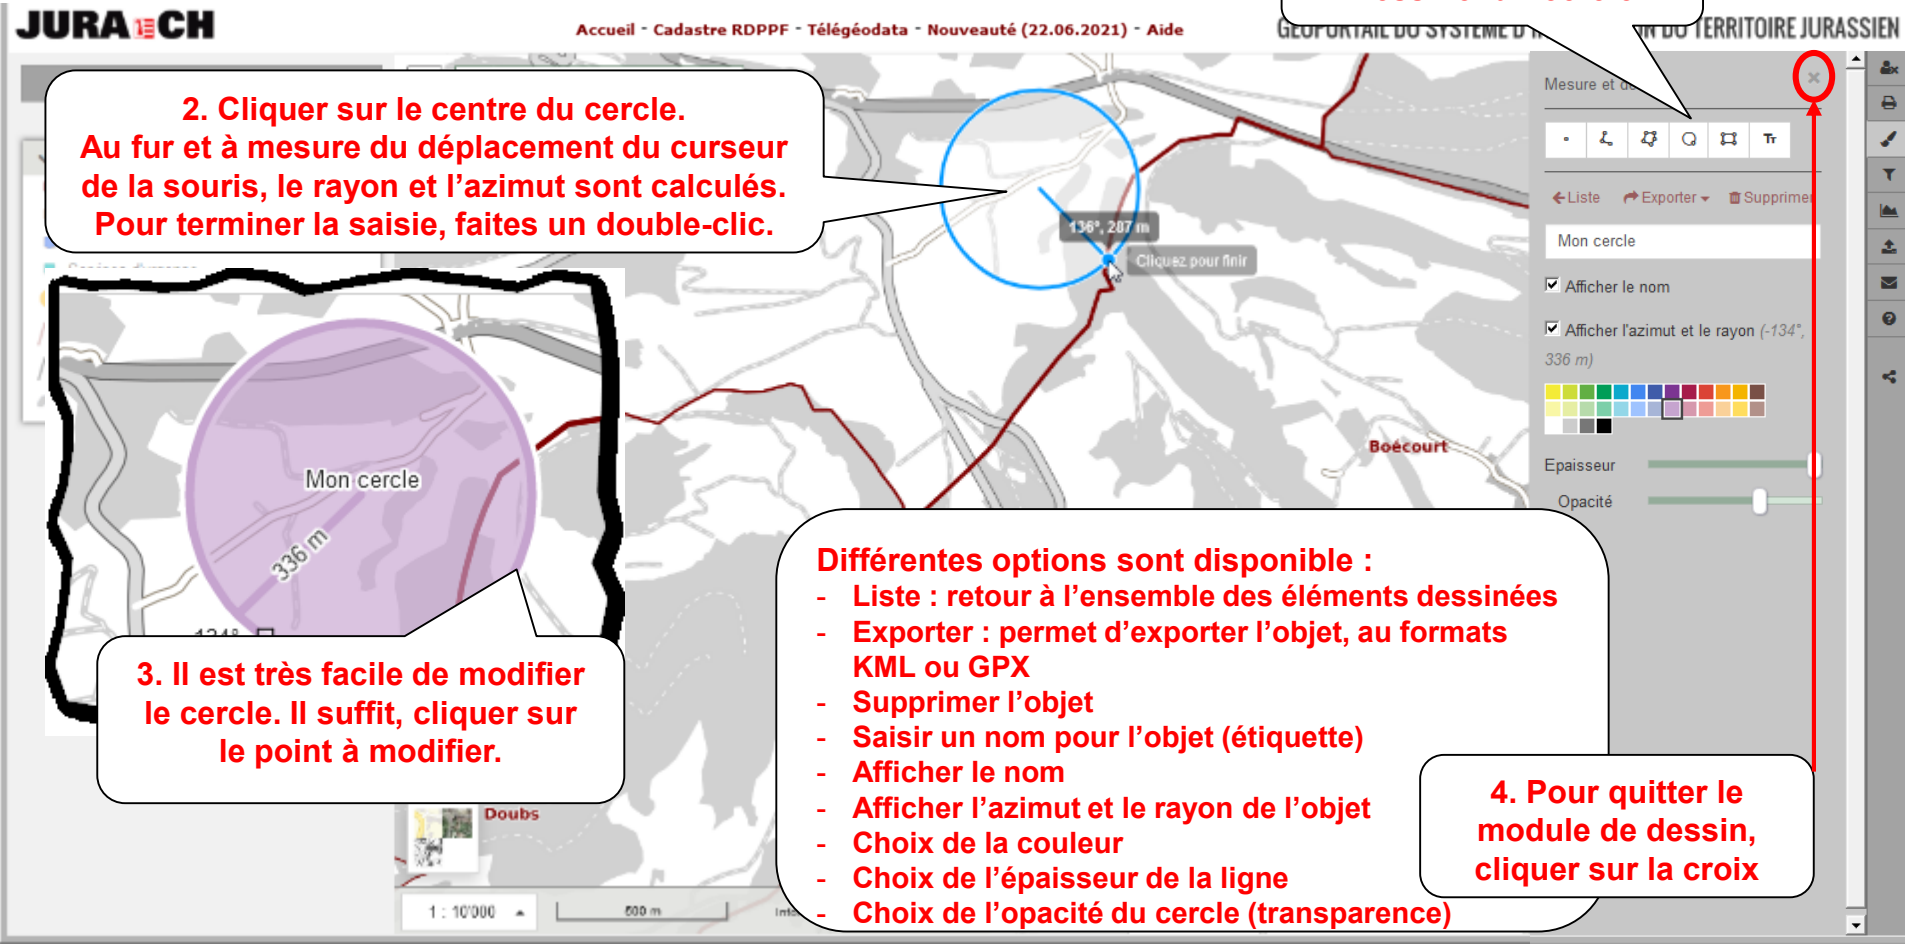 JURA CH
Accueil - Cadastre RDPPF - Télégéodata - Nouveauté (22.06.2021) - Aide
GÉOPORTAIL DU SYSTÈME D' DU TERRITOIRE JURASSIEN
2. Cliquer sur le centre du cercle.
Au fur et à mesure du déplacement du curseur
de la souris, le rayon et l’azimut sont calculés.
Pour terminer la saisie, faites un double-clic.
136°, 287 m
Cliquez pour finir
Mesure et
Tт
Liste Exporter Supprimer
Mon cercle
Afficher le nom
Afficher l'azimut et le rayon (-134°,
336 m)
Epaisseur
Opacité
Boécourt
Mon cercle
336 m
3. Il est très facile de modifier
le cercle. Il suffit, cliquer sur
le point à modifier.
Différentes options sont disponible :
- Liste : retour à l’ensemble des éléments dessinées
- Exporter : permet d’exporter l’objet, au formats
KML ou GPX
- Supprimer l’objet
- Saisir un nom pour l’objet (étiquette)
- Afficher le nom
- Afficher l’azimut et le rayon de l’objet
- Choix de la couleur
- Choix de l’épaisseur de la ligne
- Choix de l’opacité du cercle (transparence)
4. Pour quitter le
module de dessin,
cliquer sur la croix
Doubs
1 : 10'000
500 m